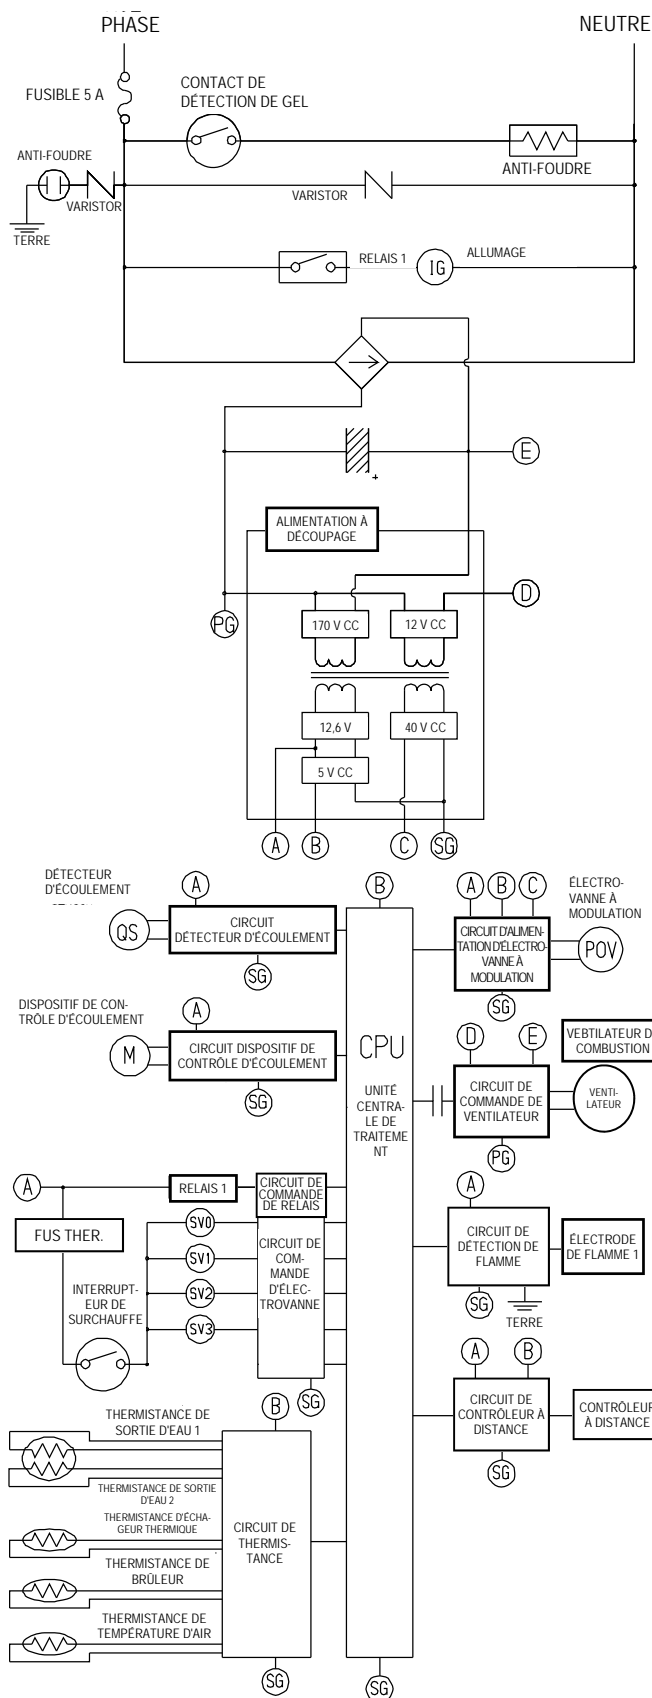 PHASE
NEUTRE
FUSIBLE 5 A
CONTACT DE
DÉTECTION DE GEL
ANTI-FOUDRE
ANTI-FOUDRE
VARISTOR
VARISTOR
TERRE
RELAIS 1
IG
ALLUMAGE
E
+
ALIMENTATION À
DÉCOUPAGE
D
PG
170 V CC
12 V CC
12,6 V
40 V CC
5 V CC
A
B
C
SG
DÉTECTEUR
D'ÉCOULEMENT
A
QS
CIRCUIT
DÉTECTEUR D'ÉCOULEMENT
SG
B
A
B
C
ÉLECTRO-
VANNE À
MODULATION
CIRCUIT D'ALIMEN-
TATION D'ÉLECTRO-
VANNE À
MODULATION
POV
SG
DISPOSITIF DE CON-
TRÔLE D'ÉCOULEMENT
A
M
CIRCUIT DISPOSITIF DE
CONTRÔLE D'ÉCOULEMENT
SG
CPU
UNITÉ
CENTRA-
LE DE
TRAITEME
NT
D
E
VEBTILATEUR D
COMBUSTION
CIRCUIT DE
COMMANDE DE
VENTILATEUR
VENTI-
LATEUR
PG
A
RELAIS 1
CIRCUIT DE
COMMANDE
DE RELAIS
FUS THER.
SV0
SV1
SV2
SV3
CIRCUIT DE
COM-
MANDE
D'ÉLEC-
TROVANNE
INTERRUPT-
EUR DE
SURCHAUFFE
SG
A
CIRCUIT DE
DÉTECTION DE
FLAMME
ÉLECTRODE
DE FLAMME 1
SG
TERRE
A
B
CIRCUIT DE
CONTRÔLEUR À
DISTANCE
CONTRÔLEUR
À DISTANCE
SG
B
THERMISTANCE DE
SORTIE D'EAU 1
THERMISTANCE DE SORTIE
D'EAU 2
THERMISTANCE D'ÉCHA-
GEUR THERMIQUE
THERMISTANCE DE
BRÛLEUR
THERMISTANCE DE
TEMPÉRATURE D'AIR
CIRCUIT DE
THERMIS-
TANCE
SG
SG